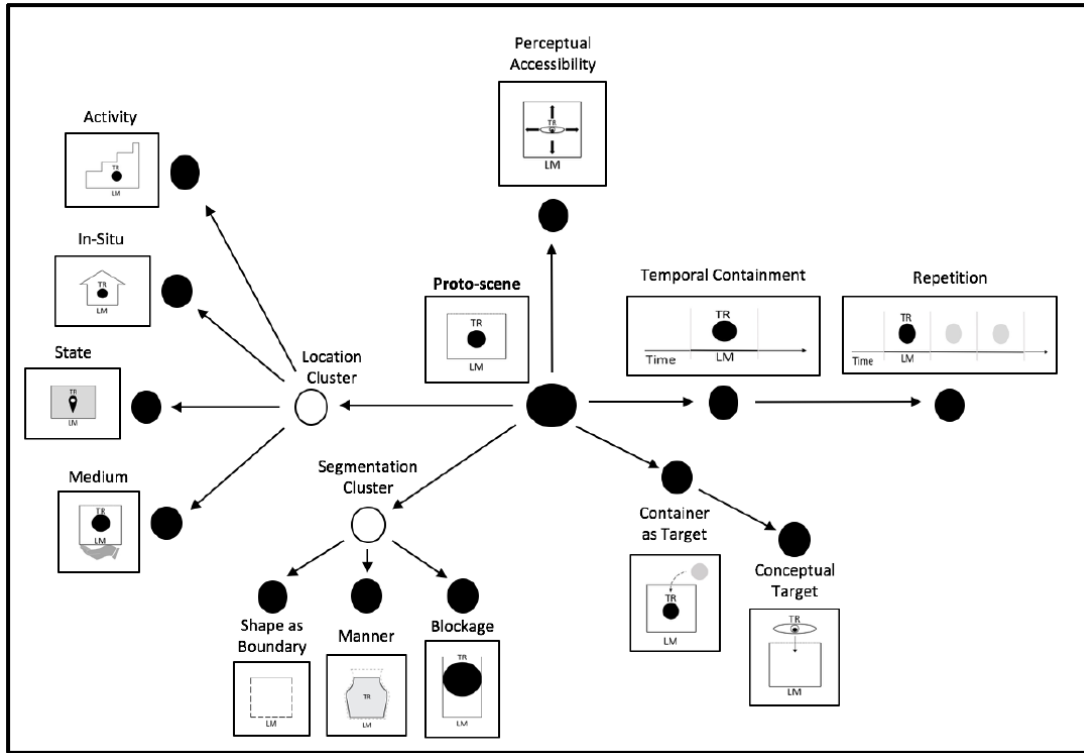 Perceptual
Accessibility
TR
LM
Activity
TR
LM
In-Situ
TR
LM
State
TR
LM
Medium
TR
LM
Location
Cluster
Proto-scene
TR
LM
Temporal Containment
TR
Time
LM
Repetition
TR
Time
LM
Segmentation
Cluster
Shape as
Boundary
LM
Manner
TR
LM
Blockage
TR
LM
Container
as Target
TR
LM
Conceptual
Target
TR
LM